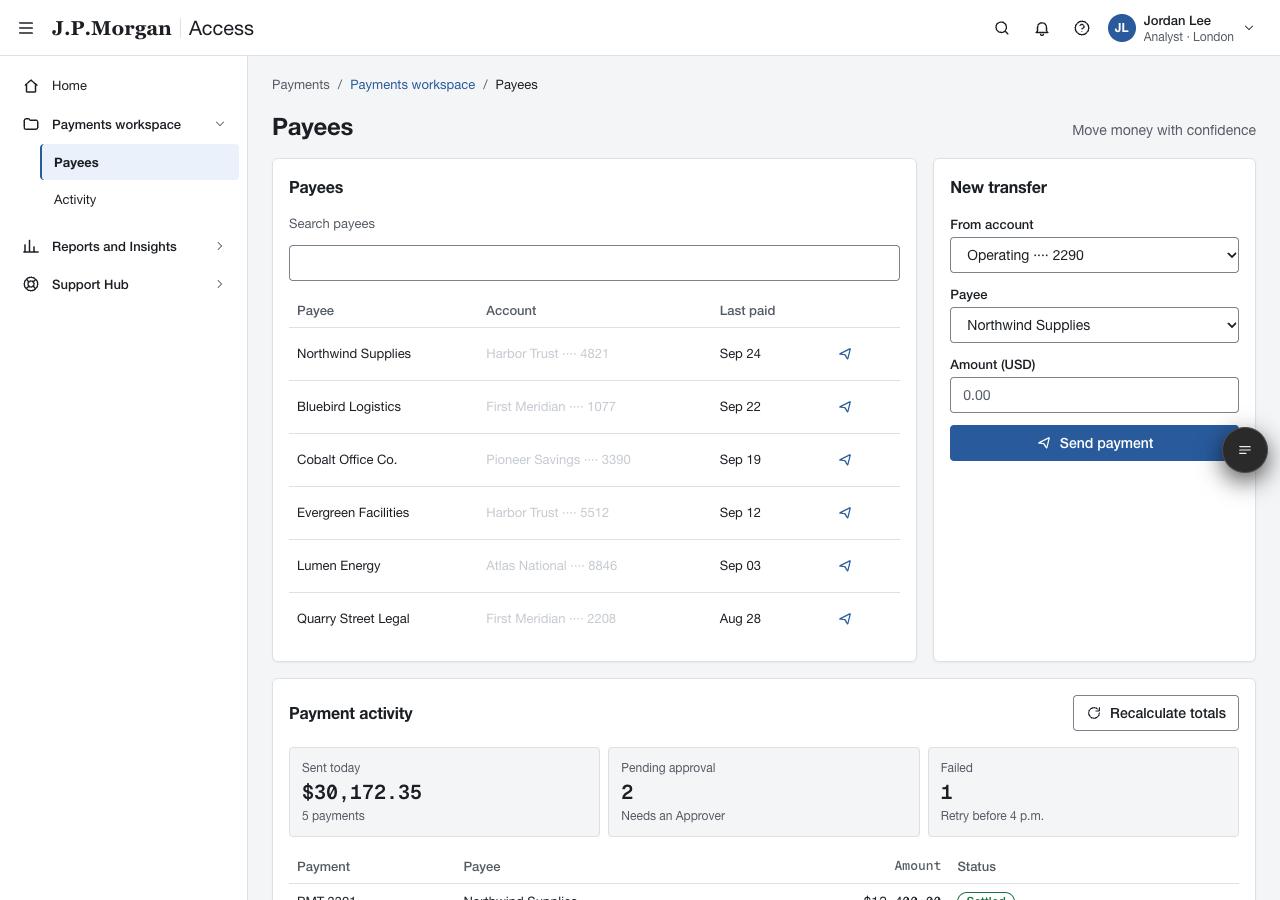 J.P.Morgan Access
JL
Jordan Lee
Analyst · London
Home
Payments workspace
Payees
Activity
Reports and Insights
Support Hub
Payments / Payments workspace / Payees
Payees
Move money with confidence
Payees
Search payees
Payee Account Last paid
Northwind Supplies Harbor Trust ···· 4821 Sep 24
Bluebird Logistics First Meridian ···· 1077 Sep 22
Cobalt Office Co. Pioneer Savings ···· 3390 Sep 19
Evergreen Facilities Harbor Trust ···· 5512 Sep 12
Lumen Energy Atlas National ···· 8846 Sep 03
Quarry Street Legal First Meridian ···· 2208 Aug 28
New transfer
From account
Operating ···· 2290
Payee
Northwind Supplies
Amount (USD)
0.00
Send payment
Payment activity
Recalculate totals
Sent today
$30,172.35
5 payments
Pending approval
2
Needs an Approver
Failed
1
Retry before 4 p.m.
Payment Payee Amount Status
Northwind Supplies Settled